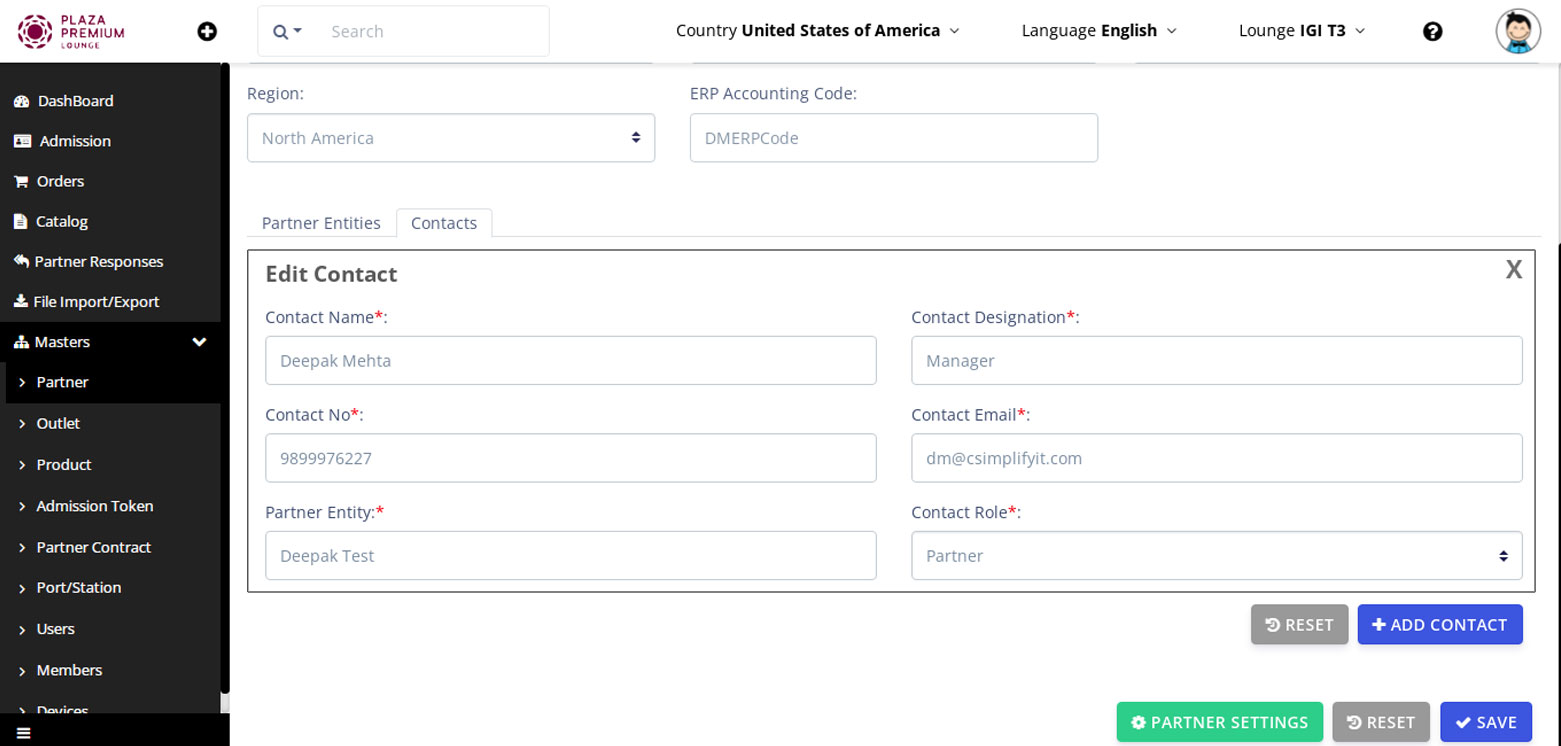 PLAZA
PREMIUM
LOUNGE
Search
Country United States of America
Language English
Lounge IGI T3
DashBoard
Admission
Orders
Catalog
Partner Responses
File Import/Export
Masters
Partner
Outlet
Product
Admission Token
Partner Contract
Port/Station
Users
Members
Devices
Region:
ERP Accounting Code:
North America
DMERPCode
Partner Entities
Contacts
Edit Contact
X
Contact Name*:
Contact Designation*:
Deepak Mehta
Manager
Contact No*:
Contact Email*:
9899976227
dm@csimplifyit.com
Partner Entity:*
Contact Role*:
Deepak Test
Partner
RESET
ADD CONTACT
PARTNER SETTINGS
RESET
SAVE